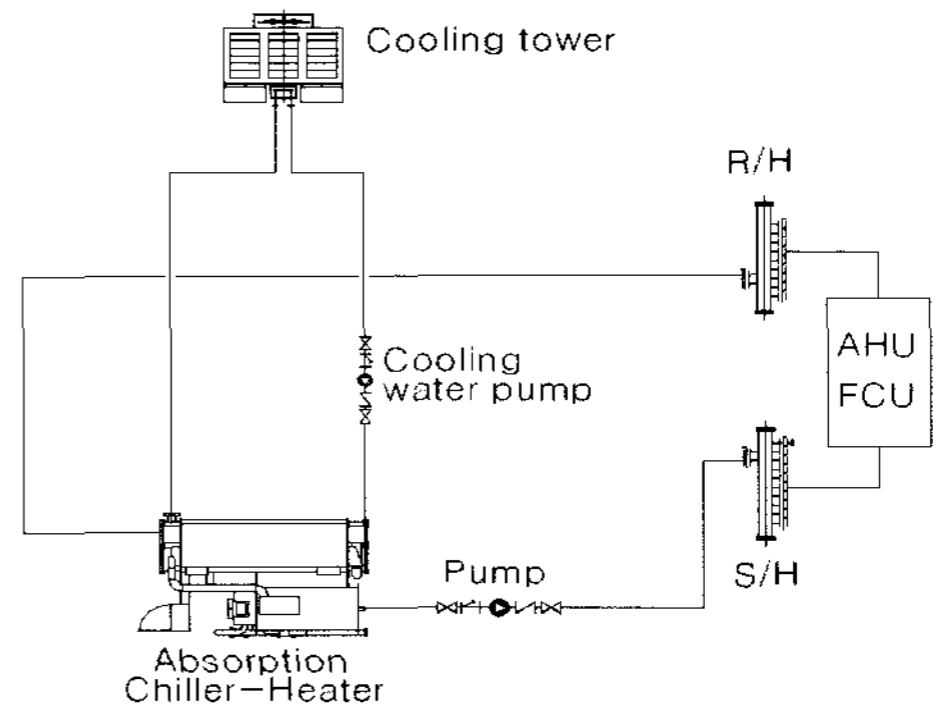 Cooling tower
R/H
Cooling
water pump
AHU
FCU
Pump
S/H
Absorption
Chiller-Heater